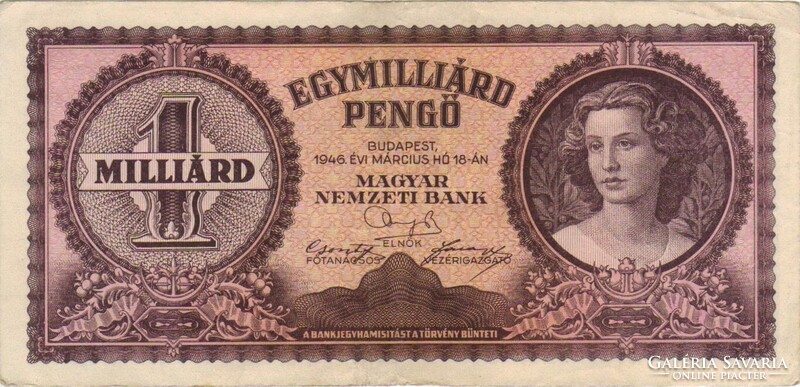 EGYMILLIÁRD
PENGŐ
1
MILLIÁRD
BUDAPEST,
1946. ÉVI MÁRCIUS HÓ 18-ÁN
MAGYAR
NEMZETI BANK
ELNÖK
FŐTANÁCSOS
VEZÉRIGAZGATÓ
A BANKJEGYHAMISITÁST A TÖRVÉNY BÜNTETI
GALÉRIA SAVARIA
ONLINE PIACTÉR